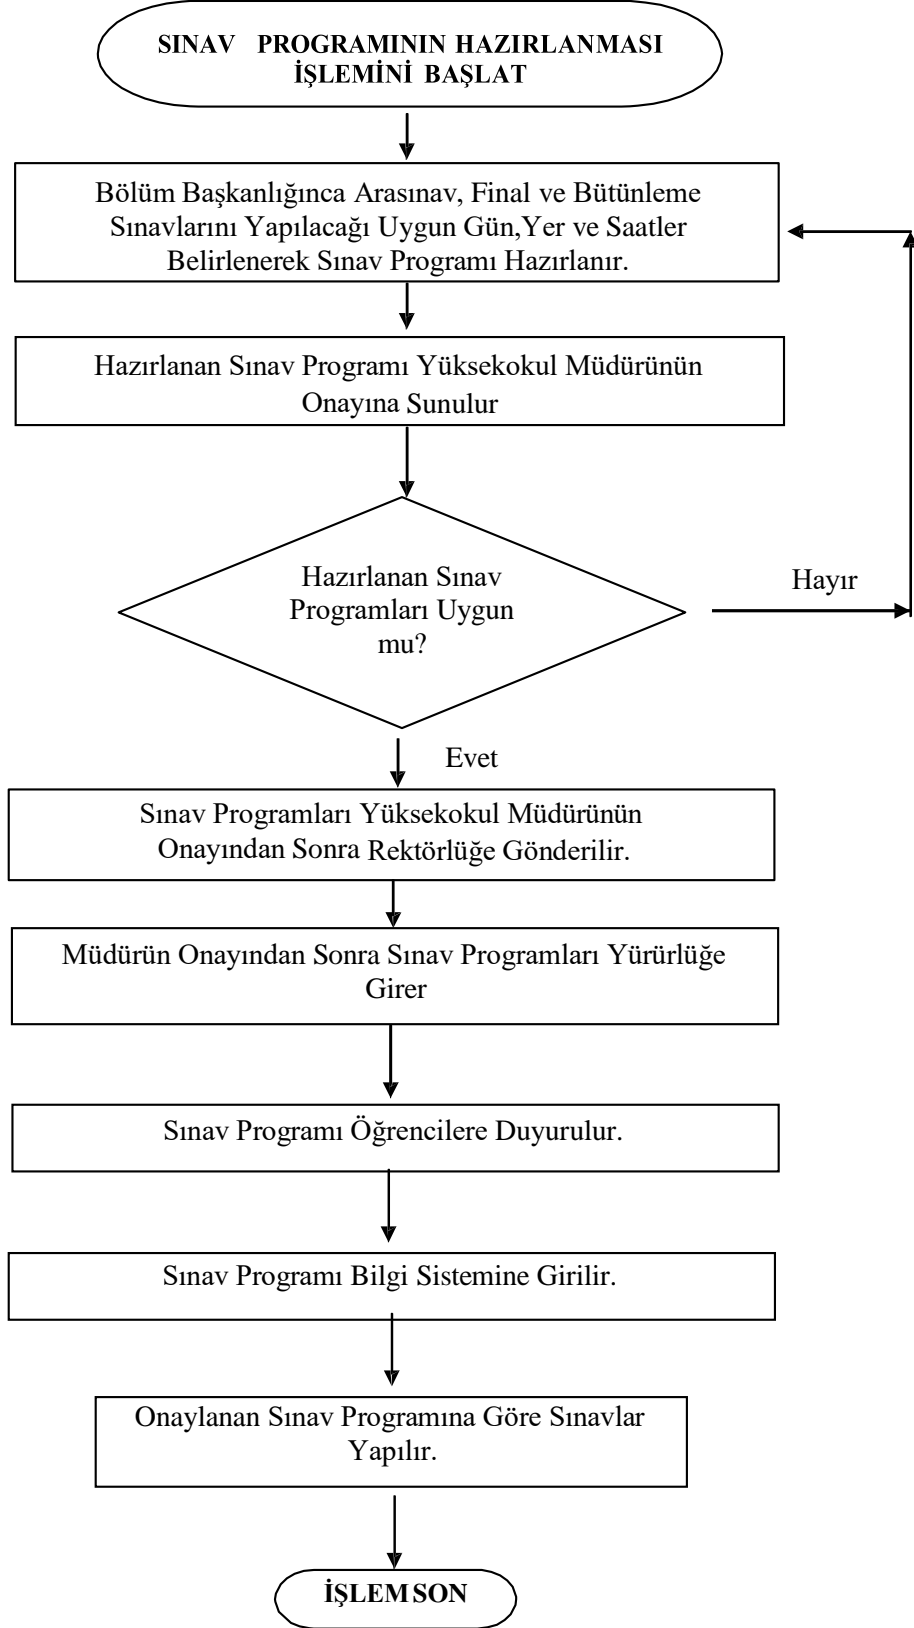 SINAV PROGRAMININ HAZIRLANMASI
İŞLEMİNİ BAŞLAT
Bölüm Başkanlığınca Arasınav, Final ve Bütünleme
Sınavlarını Yapılacağı Uygun Gün,Yer ve Saatler
Belirlenerek Sınav Programı Hazırlanır.
Hazırlanan Sınav Programı Yüksekokul Müdürünün
Onayına Sunulur
Hazırlanan Sınav
Programları Uygun
mu?
Hayır
Evet
Sınav Programları Yüksekokul Müdürünün
Onayından Sonra Rektörlüğe Gönderilir.
Müdürün Onayından Sonra Sınav Programları Yürürlüğe
Girer
Sınav Programı Öğrencilere Duyurulur.
Sınav Programı Bilgi Sistemine Girilir.
Onaylanan Sınav Programına Göre Sınavlar
Yapılır.
İŞLEM SON